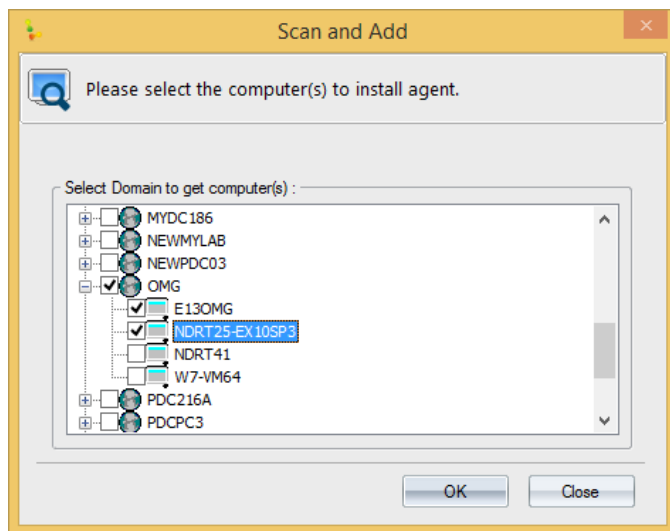 Scan and Add
Please select the computer(s) to install agent.
Select Domain to get computer(s) :
MYDC186
NEWMYLAB
NEWPDC03
OMG
E13OMG
NDRT25-EX10SP3
NDRT41
W7-VM64
PDC216A
PDCPC3
OK Close